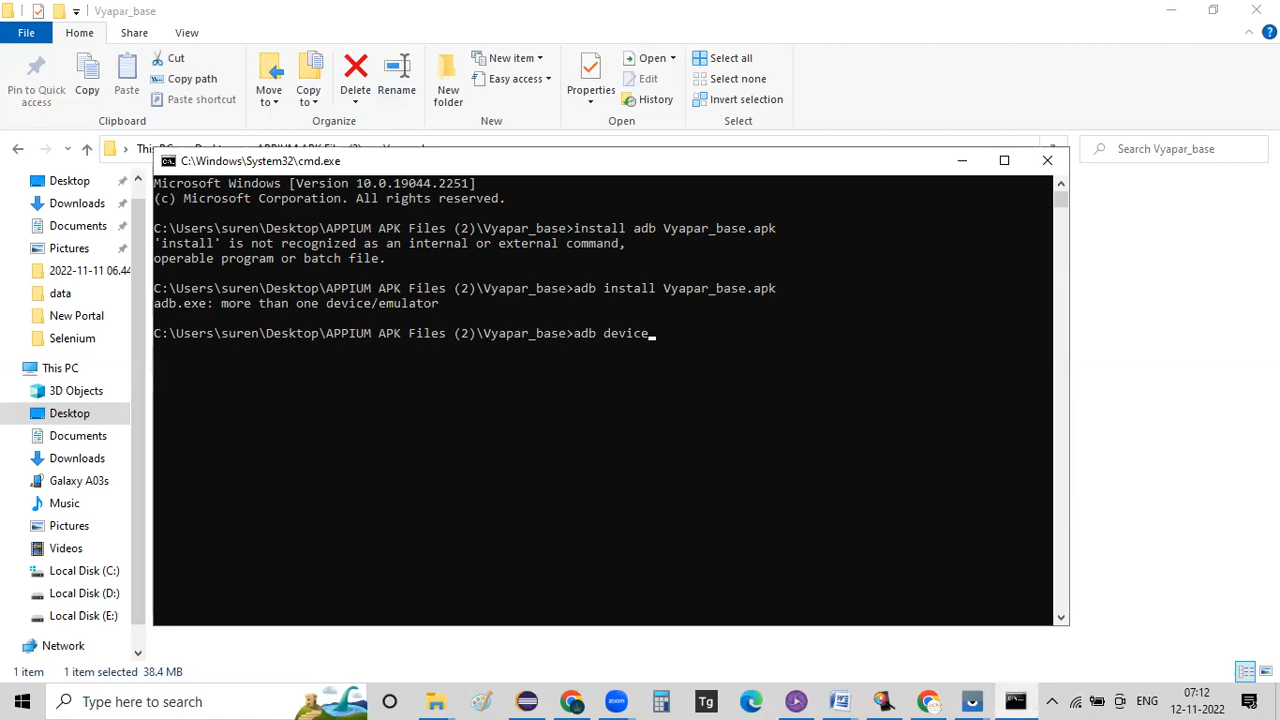 Vyapar_base
File
Home
Share
View
Pin to Quick access
Copy
Paste
Cut
Copy path
Paste shortcut
Clipboard
Move to
Copy to
Delete
Rename
Organize
New folder
New item
Easy access
New
Properties
Open
Edit
History
Open
Select all
Select none
Invert selection
Select
Search Vyapar_base
C:\Windows\System32\cmd.exe
Microsoft Windows [Version 10.0.19044.2251]
(c) Microsoft Corporation. All rights reserved.
C:\Users\suren\Desktop\APPIUM APK Files (2)\Vyapar_base>install adb Vyapar_base.apk
'install' is not recognized as an internal or external command,
operable program or batch file.
C:\Users\suren\Desktop\APPIUM APK Files (2)\Vyapar_base>adb install Vyapar_base.apk
adb.exe: more than one device/emulator
C:\Users\suren\Desktop\APPIUM APK Files (2)\Vyapar_base>adb device_
Desktop
Downloads
Documents
Pictures
2022-11-11 06.44
data
New Portal
Selenium
This PC
3D Objects
Desktop
Documents
Downloads
Galaxy A03s
Music
Pictures
Videos
Local Disk (C:)
Local Disk (D:)
Local Disk (E:)
Network
1 item
1 item selected 38.4 MB
Type here to search
Tg
ENG
07:12
12-11-2022